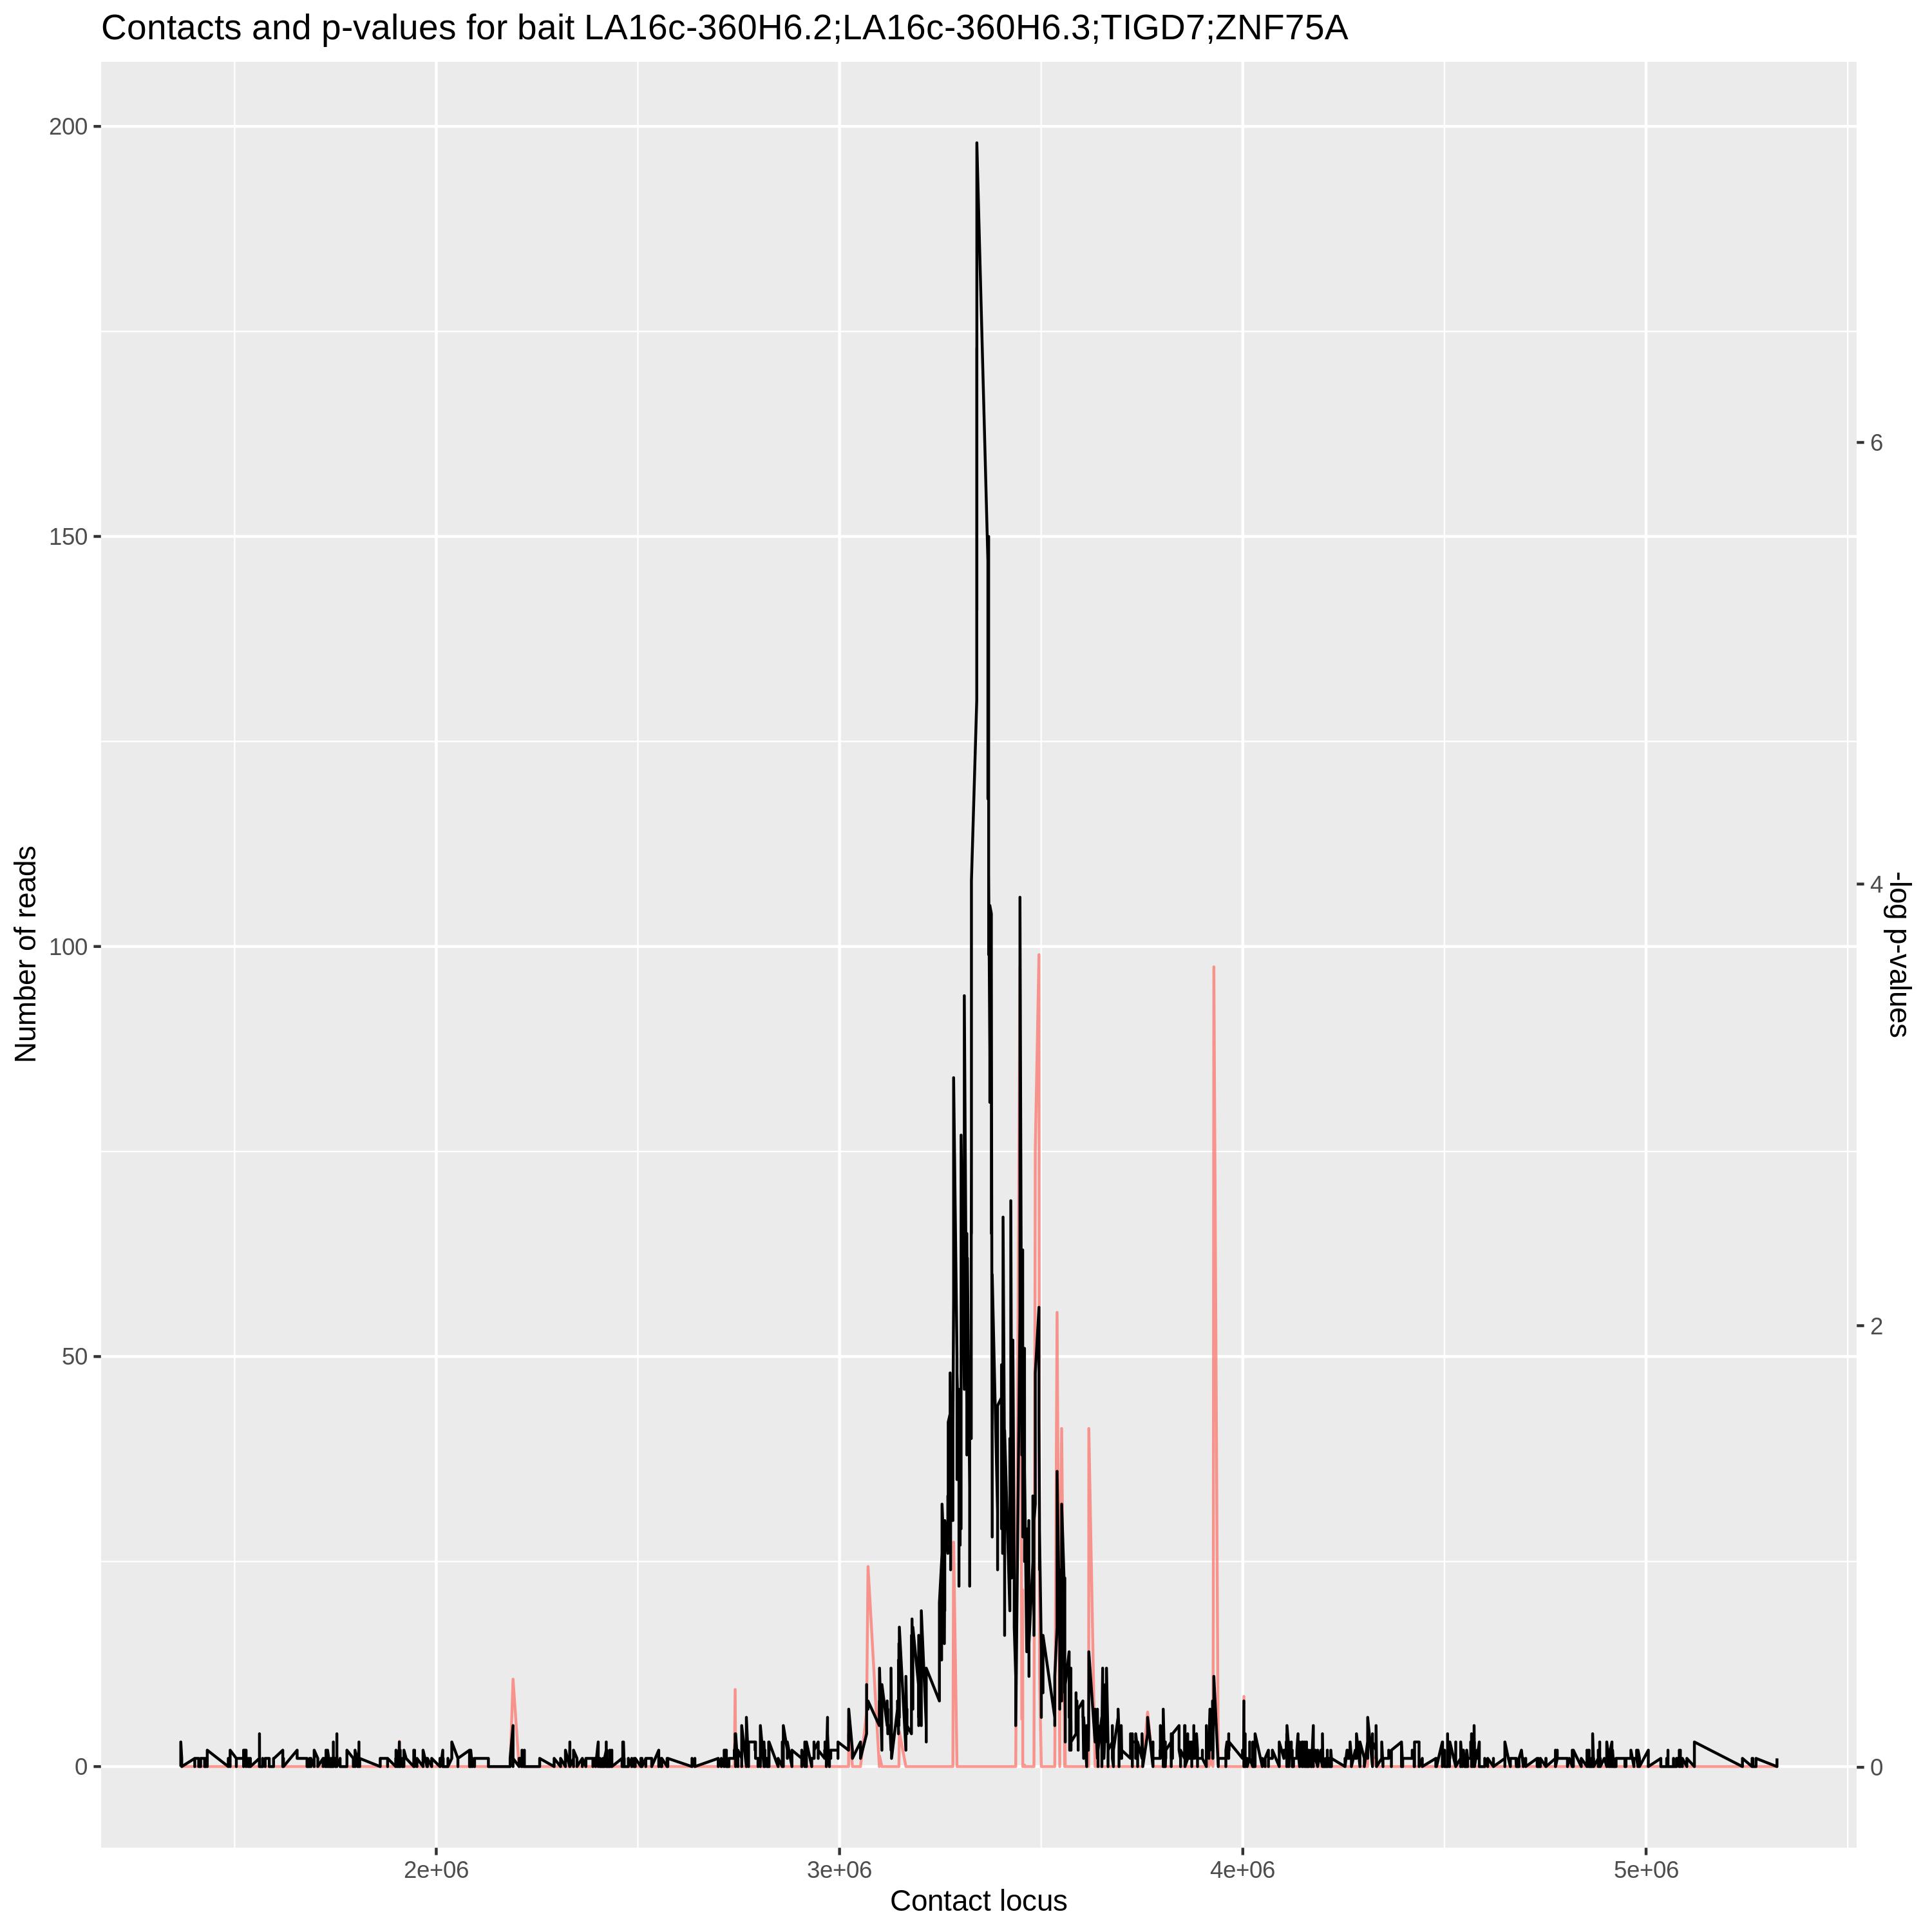 Contacts and p-values for bait LA16c-360H6.2;LA16c-360H6.3;TIGD7;ZNF75A
Number of reads
200
150
100
50
0
6
4
2
0
-log p-values
2e+06
3e+06
4e+06
5e+06
Contact locus